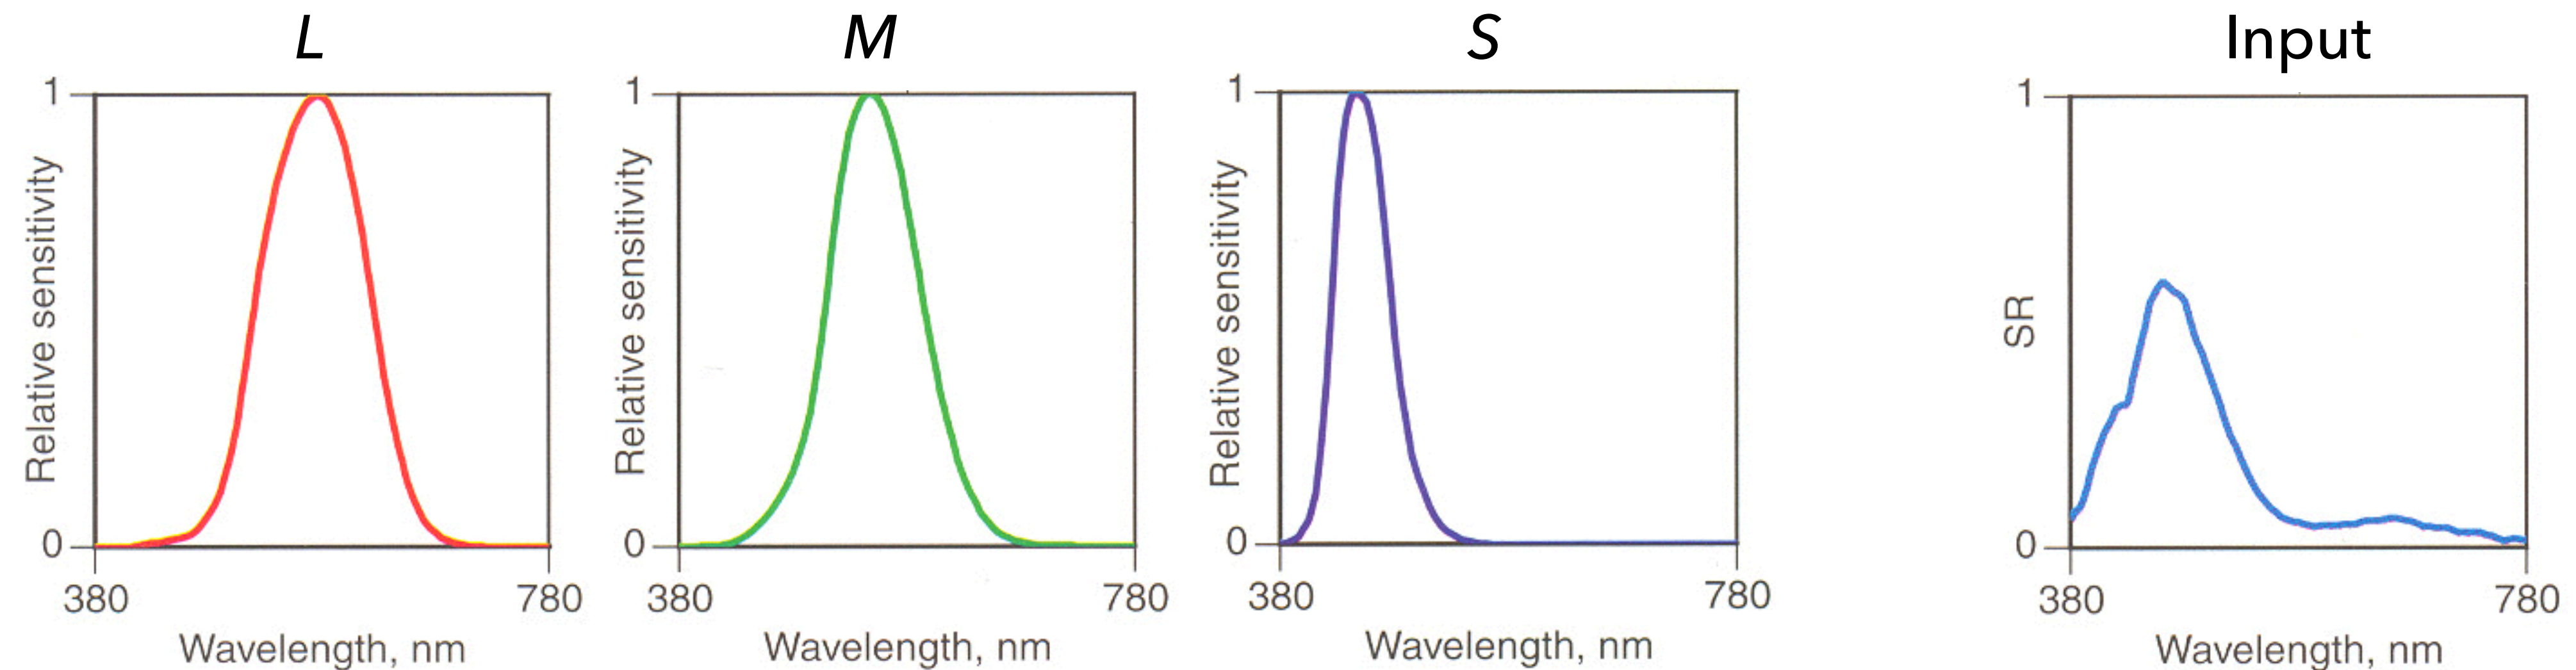 L
M
S
Input
1
Relative sensitivity
0
380
780
Wavelength, nm
1
Relative sensitivity
0
380
780
Wavelength, nm
1
Relative sensitivity
0
380
780
Wavelength, nm
1
SR
0
380
780
Wavelength, nm